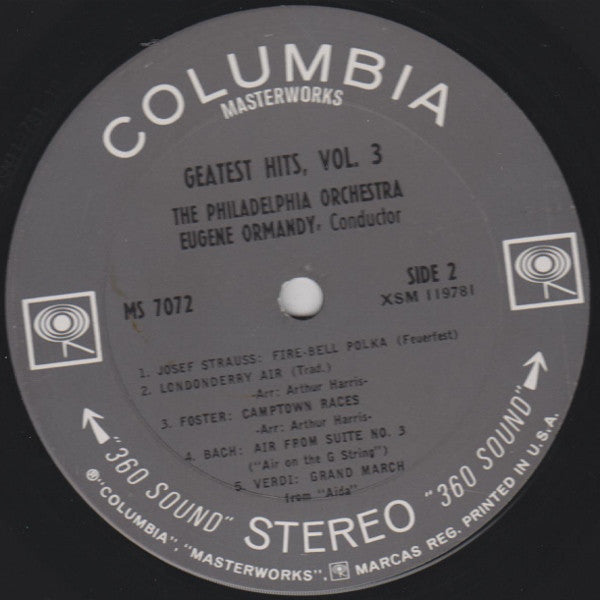 COLUMBIA
MASTERWORKS
GEATEST HITS, VOL. 3
THE PHILADELPHIA ORCHESTRA
EUGENE ORMANDY, Conductor
MS 7072
SIDE 2
XSM 119781
1. JOSEF STRAUSS: FIRE-BELL POLKA (Feuerfest)
2. LONDONDERRY AIR (Trad.)
-Arr: Arthur Harris-
3. FOSTER: CAMPTOWN RACES
-Arr: Arthur Harris-
4. BACH: AIR FPOM SUITE NO. 3
("Air on the G String")
5. VERDI: GRAND MARCH
from "Aida"
"360 SOUND" STEREO "360 SOUND"
®"COLUMBIA", "MASTERWORKS", MARCAS REG. PRINTED IN U.S.A.